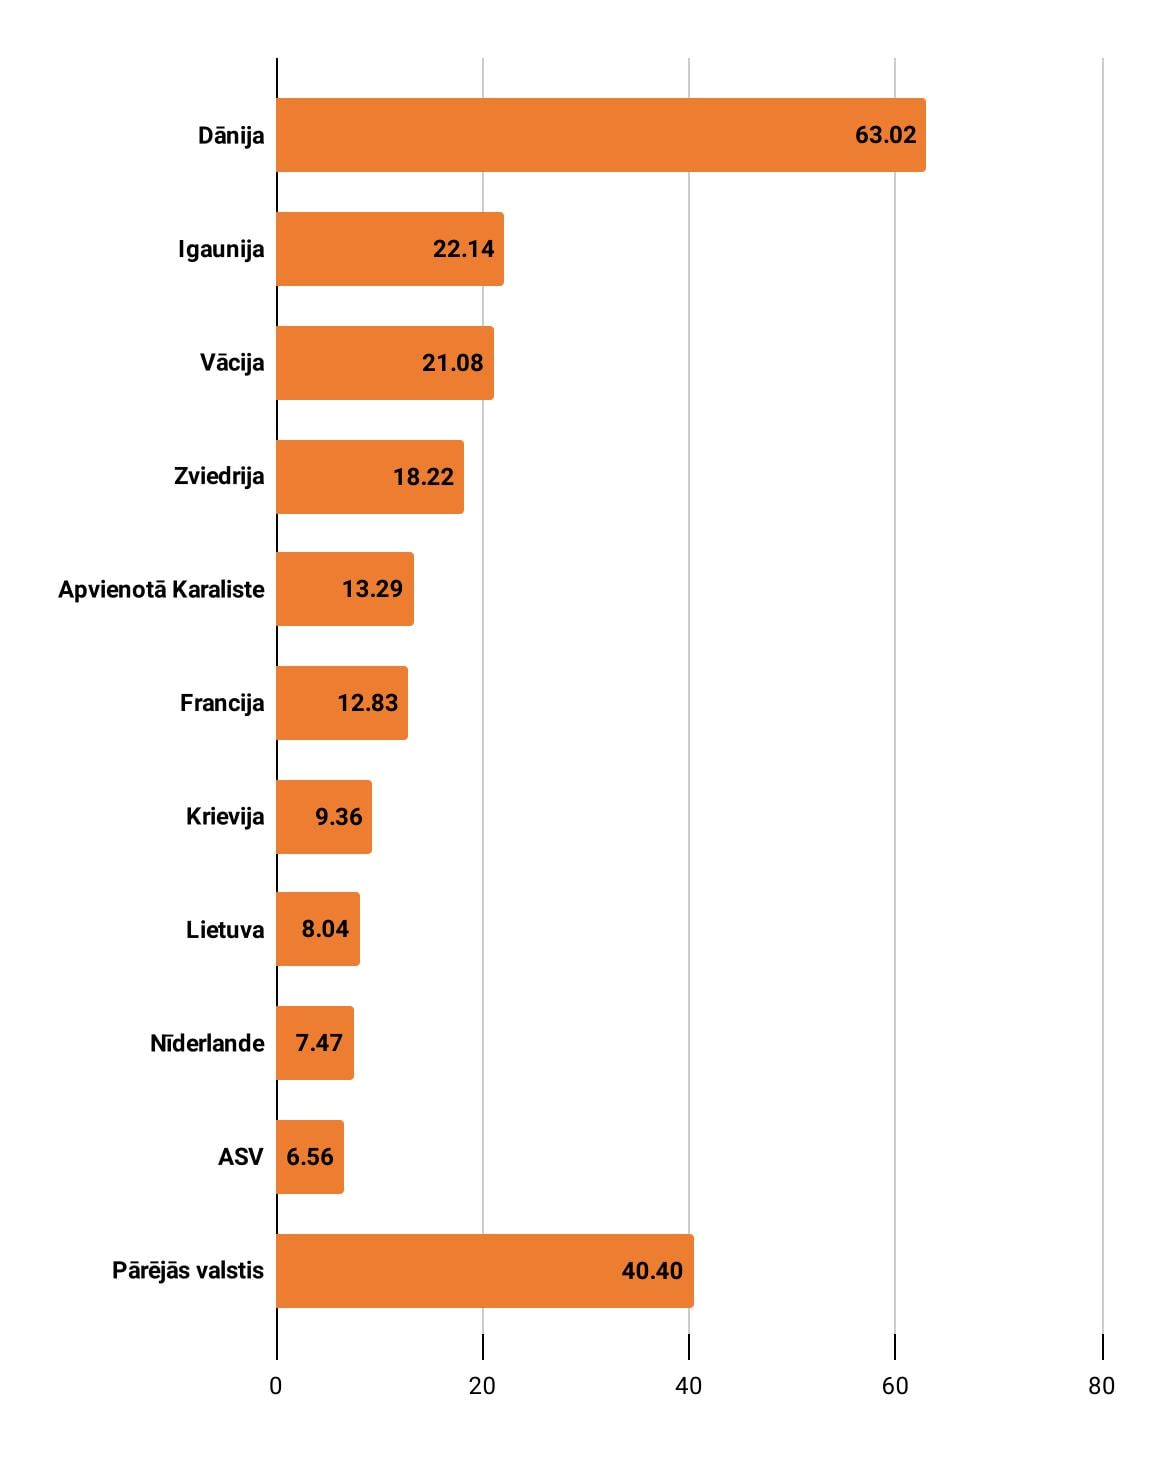 Dānija 63.02
Igaunija 22.14
Vācija 21.08
Zviedrija 18.22
Apvienotā Karaliste 13.29
Francija 12.83
Krievija 9.36
Lietuva 8.04
Nīderlande 7.47
ASV 6.56
Pārējās valstis 40.40
0 20 40 60 80